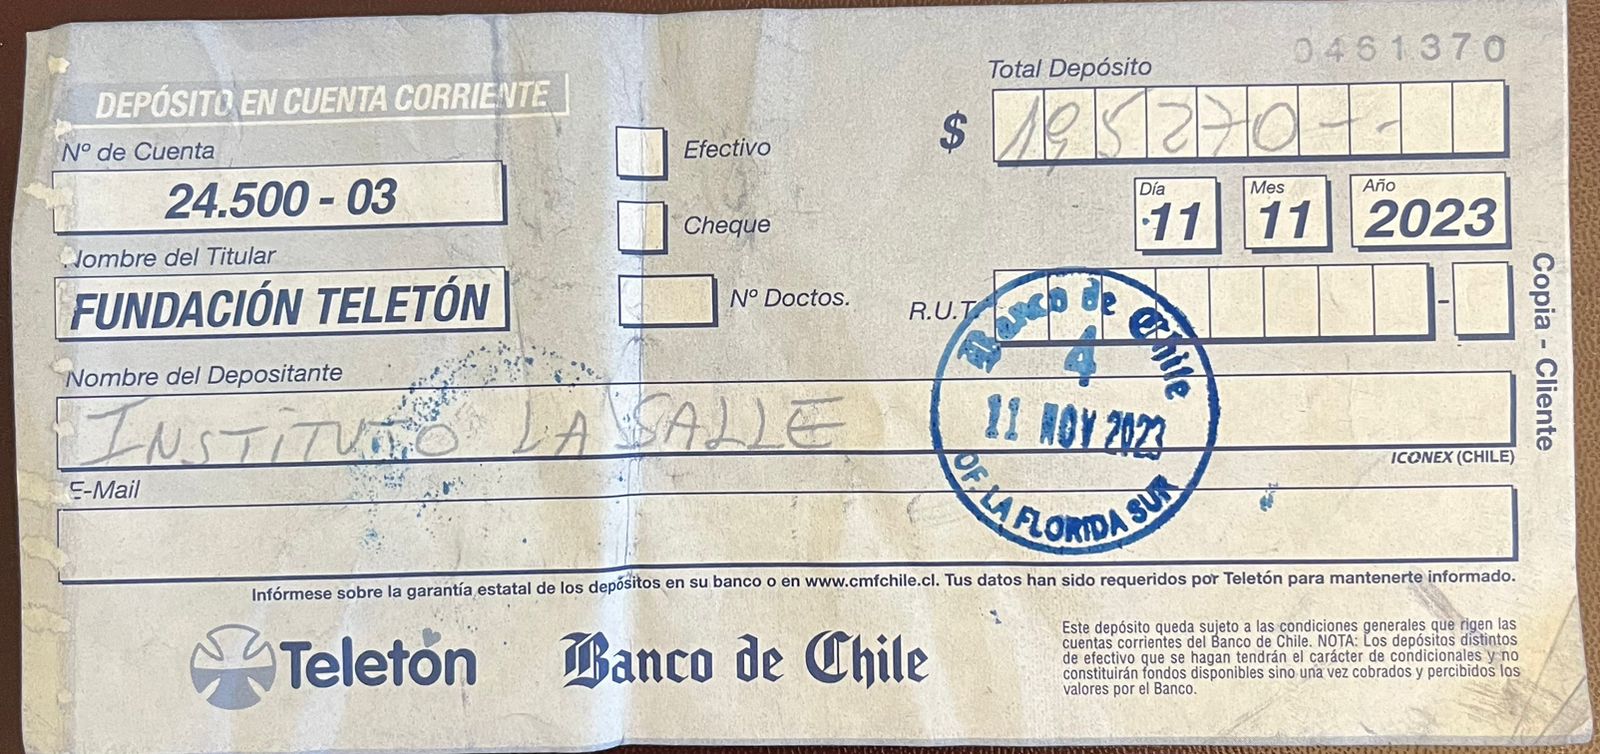 0461370
DEPÓSITO EN CUENTA CORRIENTE
Total Depósito
$ 195270--
Nº de Cuenta
24.500 - 03
Efectivo
Cheque
Nº Doctos.
Día
11
Mes
11
Año
2023
Nombre del Titular
FUNDACIÓN TELETÓN
R.U.T.
-
Banco de Chile
4
11 NOV 2023
OF. LA FLORIDA SUR
Nombre del Depositante
INSTITUTO LA SALLE
ICONEX (CHILE)
Copia - Cliente
E-Mail
Infórmese sobre la garantía estatal de los depósitos en su banco o en www.cmfchile.cl. Tus datos han sido requeridos por Teletón para mantenerte informado.
Teletón
Banco de Chile
Este depósito queda sujeto a las condiciones generales que rigen las
cuentas corrientes del Banco de Chile. NOTA: Los depósitos distintos
de efectivo que se hagan tendrán el carácter de condicionales y no
constituirán fondos disponibles sino una vez cobrados y percibidos los
valores por el Banco.